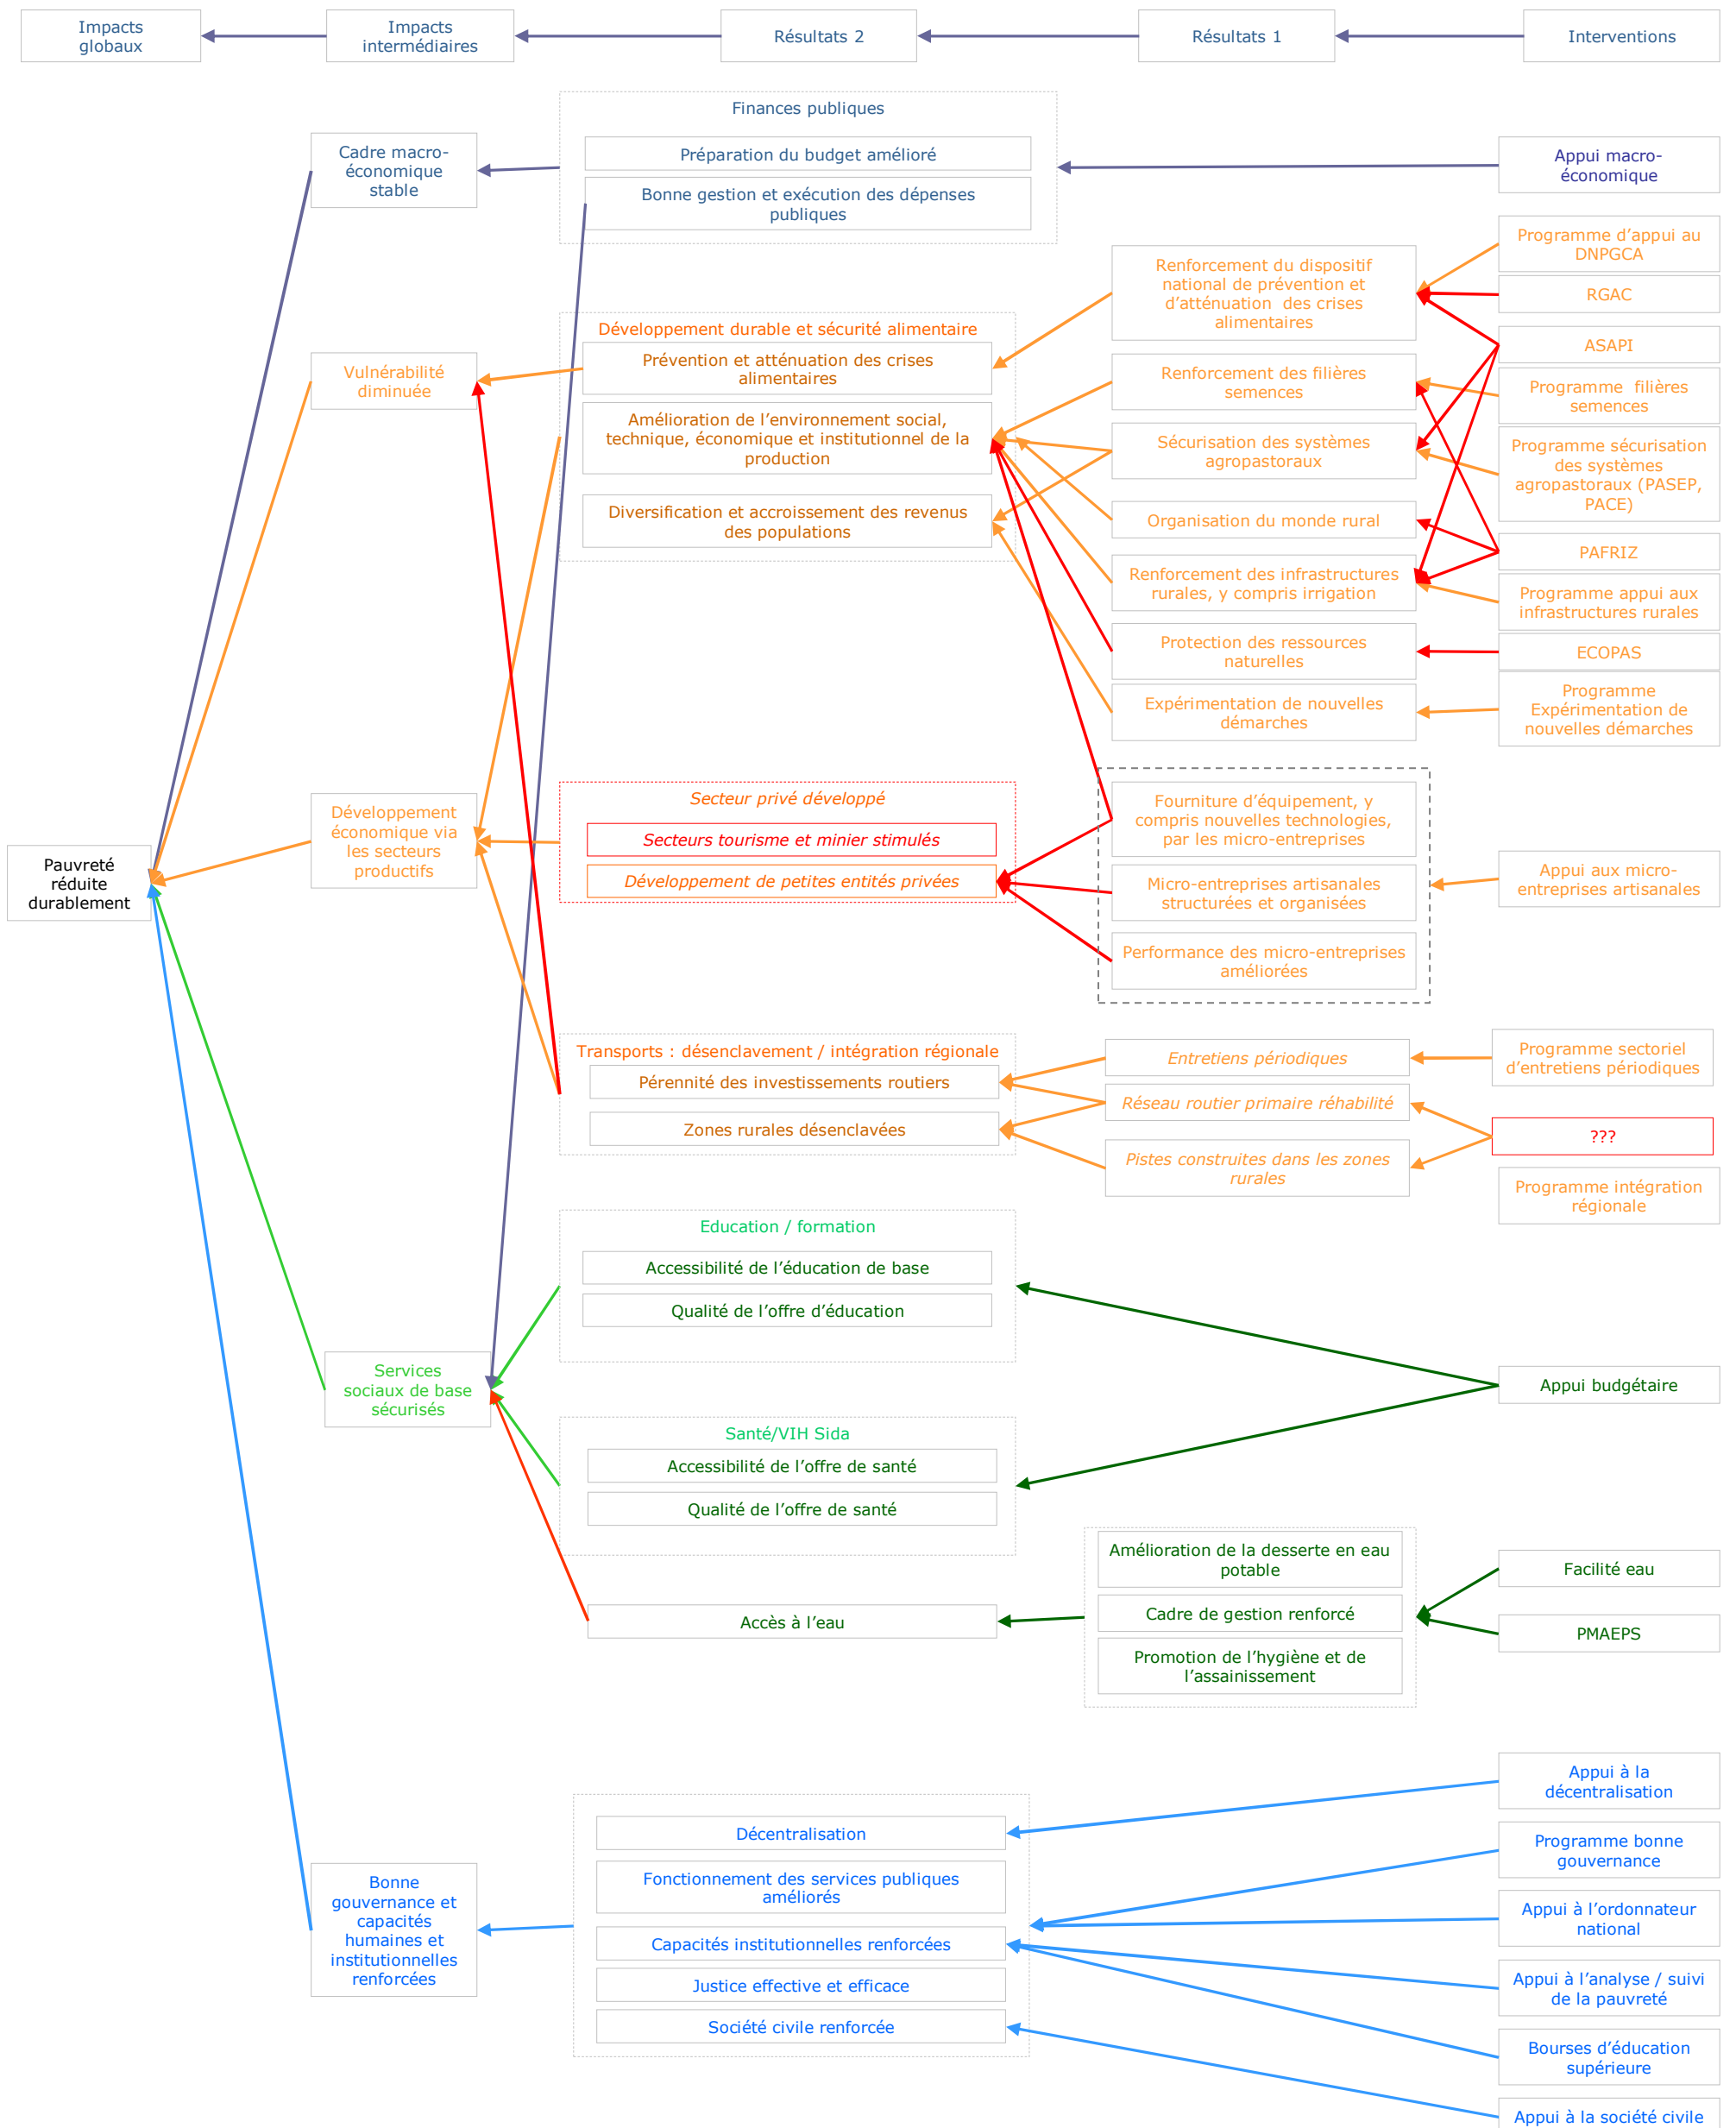 Impacts
globaux
Impacts
intermédiaires
Résultats 2
Résultats 1
Interventions
Finances publiques
Préparation du budget amélioré
Bonne gestion et exécution des dépenses
publiques
Cadre macro-
économique
stable
Appui macro-
économique
Programme d’appui au
DNPGCA
RGAC
ASAPI
Programme  filières
semences
Programme sécurisation
des systèmes
agropastoraux (PASEP,
PACE)
PAFRIZ
Programme appui aux
infrastructures rurales
ECOPAS
Programme
Expérimentation de
nouvelles démarches
Renforcement du dispositif
national de prévention et
d’atténuation  des crises
alimentaires
Renforcement des filières
semences
Sécurisation des systèmes
agropastoraux
Organisation du monde rural
Renforcement des infrastructures
rurales, y compris irrigation
Protection des ressources
naturelles
Expérimentation de nouvelles
démarches
Développement durable et sécurité alimentaire
Prévention et atténuation des crises
alimentaires
Amélioration de l’environnement social,
technique, économique et institutionnel de la
production
Diversification et accroissement des revenus
des populations
Vulnérabilité
diminuée
Développement
économique via
les secteurs
productifs
Pauvreté
réduite
durablement
Secteur privé développé
Secteurs tourisme et minier stimulés
Développement de petites entités privées
Fourniture d’équipement, y
compris nouvelles technologies,
par les micro-entreprises
Micro-entreprises artisanales
structurées et organisées
Performance des micro-entreprises
améliorées
Appui aux micro-
entreprises artisanales
Transports : désenclavement / intégration régionale
Pérennité des investissements routiers
Zones rurales désenclavées
Entretiens périodiques
Réseau routier primaire réhabilité
Pistes construites dans les zones
rurales
Programme sectoriel
d’entretiens périodiques
???
Programme intégration
régionale
Education / formation
Accessibilité de l’éducation de base
Qualité de l’offre d’éducation
Services
sociaux de base
sécurisés
Appui budgétaire
Santé/VIH Sida
Accessibilité de l’offre de santé
Qualité de l’offre de santé
Accès à l’eau
Amélioration de la desserte en eau
potable
Cadre de gestion renforcé
Promotion de l’hygiène et de
l’assainissement
Facilité eau
PMAEPS
Bonne
gouvernance et
capacités
humaines et
institutionnelles
renforcées
Décentralisation
Fonctionnement des services publiques
améliorés
Capacités institutionnelles renforcées
Justice effective et efficace
Société civile renforcée
Appui à la
décentralisation
Programme bonne
gouvernance
Appui à l’ordonnateur
national
Appui à l’analyse / suivi
de la pauvreté
Bourses d’éducation
supérieure
Appui à la société civile